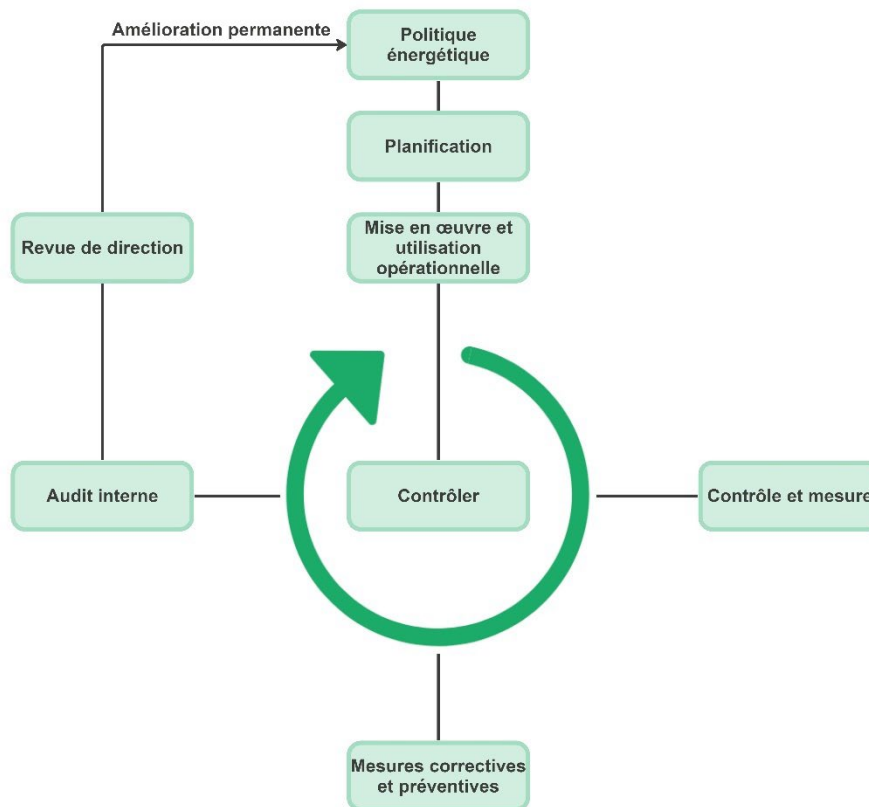 Amélioration permanente
Politique
énergétique
Planification
Revue de direction
Mise en œuvre et
utilisation
opérationnelle
Audit interne
Contrôler
Contrôle et mesure
Mesures correctives
et préventives